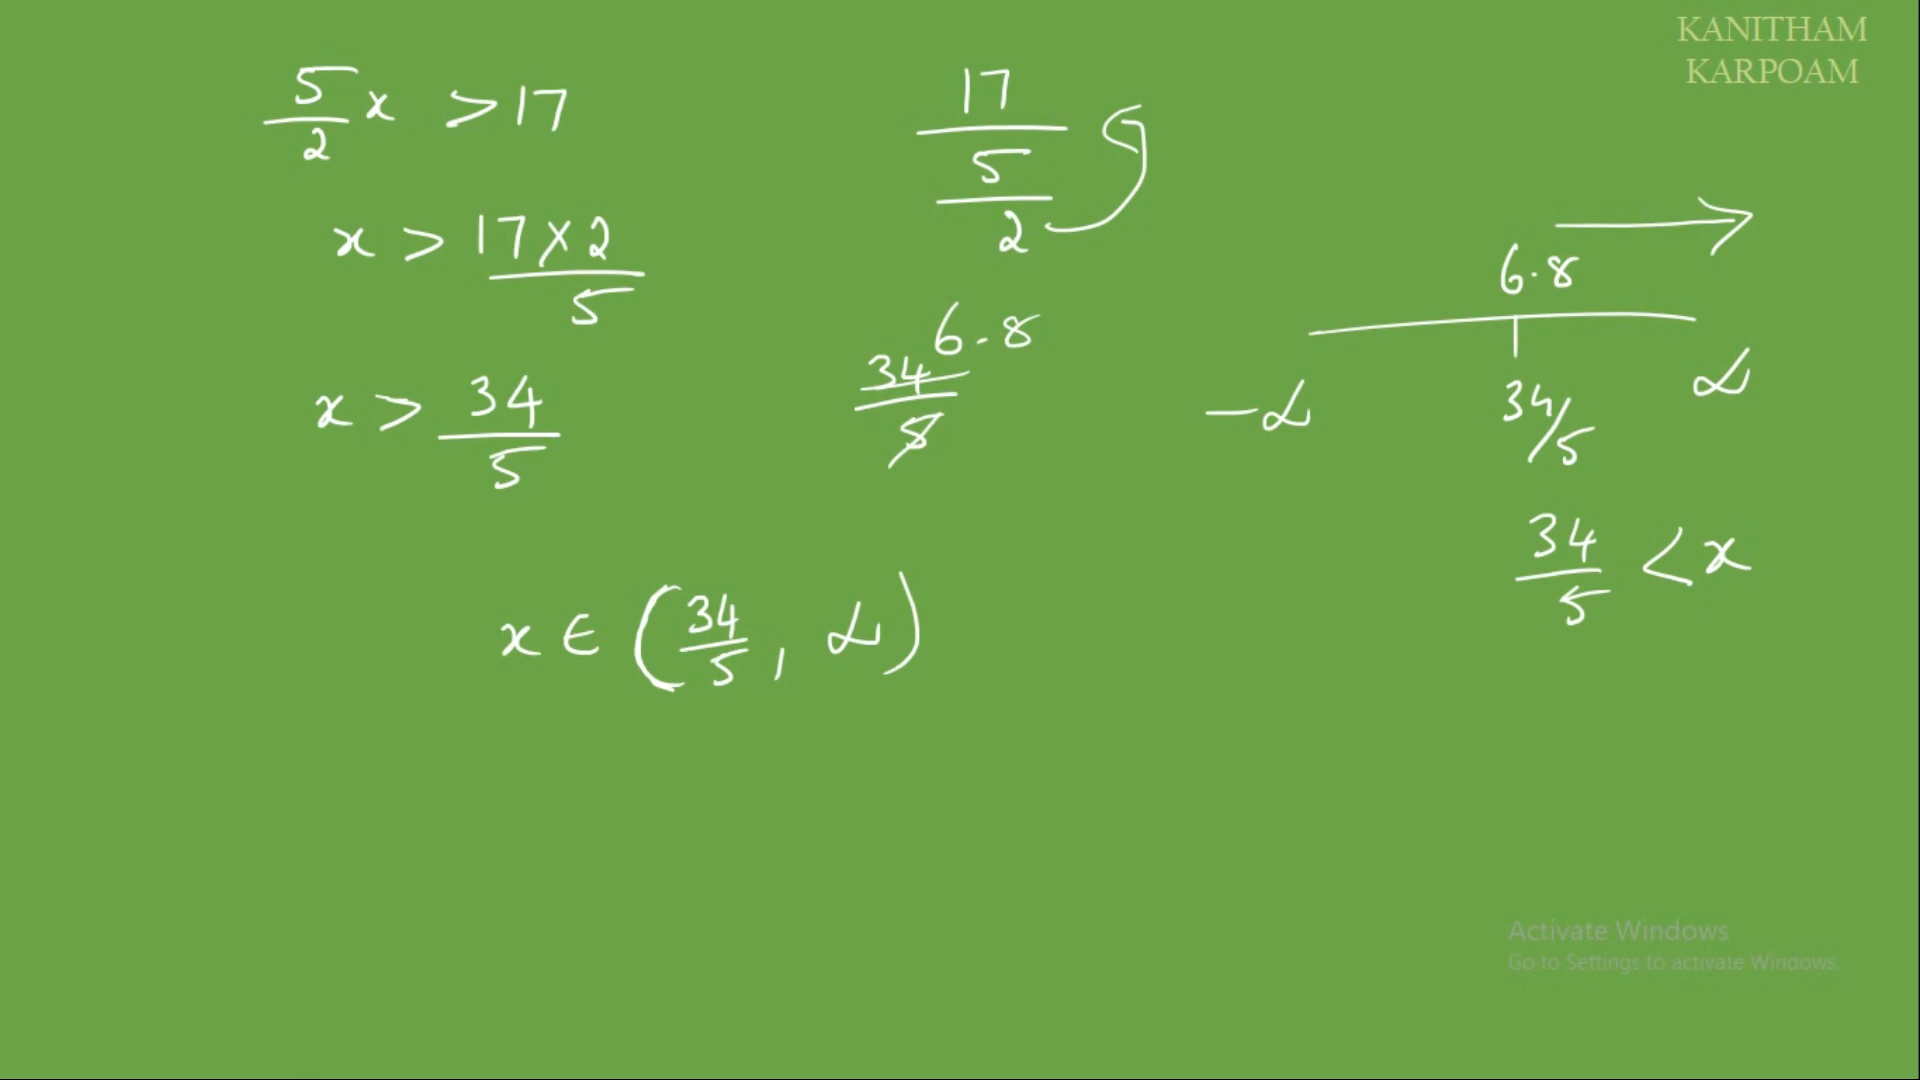 KANITHAM
KARPOAM
5/2 x > 17
x > 17 × 2 / 5
x > 34/5
17 / 5/2
34/5 6.8
x ∈ (34/5, ∞)
6.8
-∞ 34/5 ∞
34/5 < x
Activate Windows
Go to Settings to activate Windows.